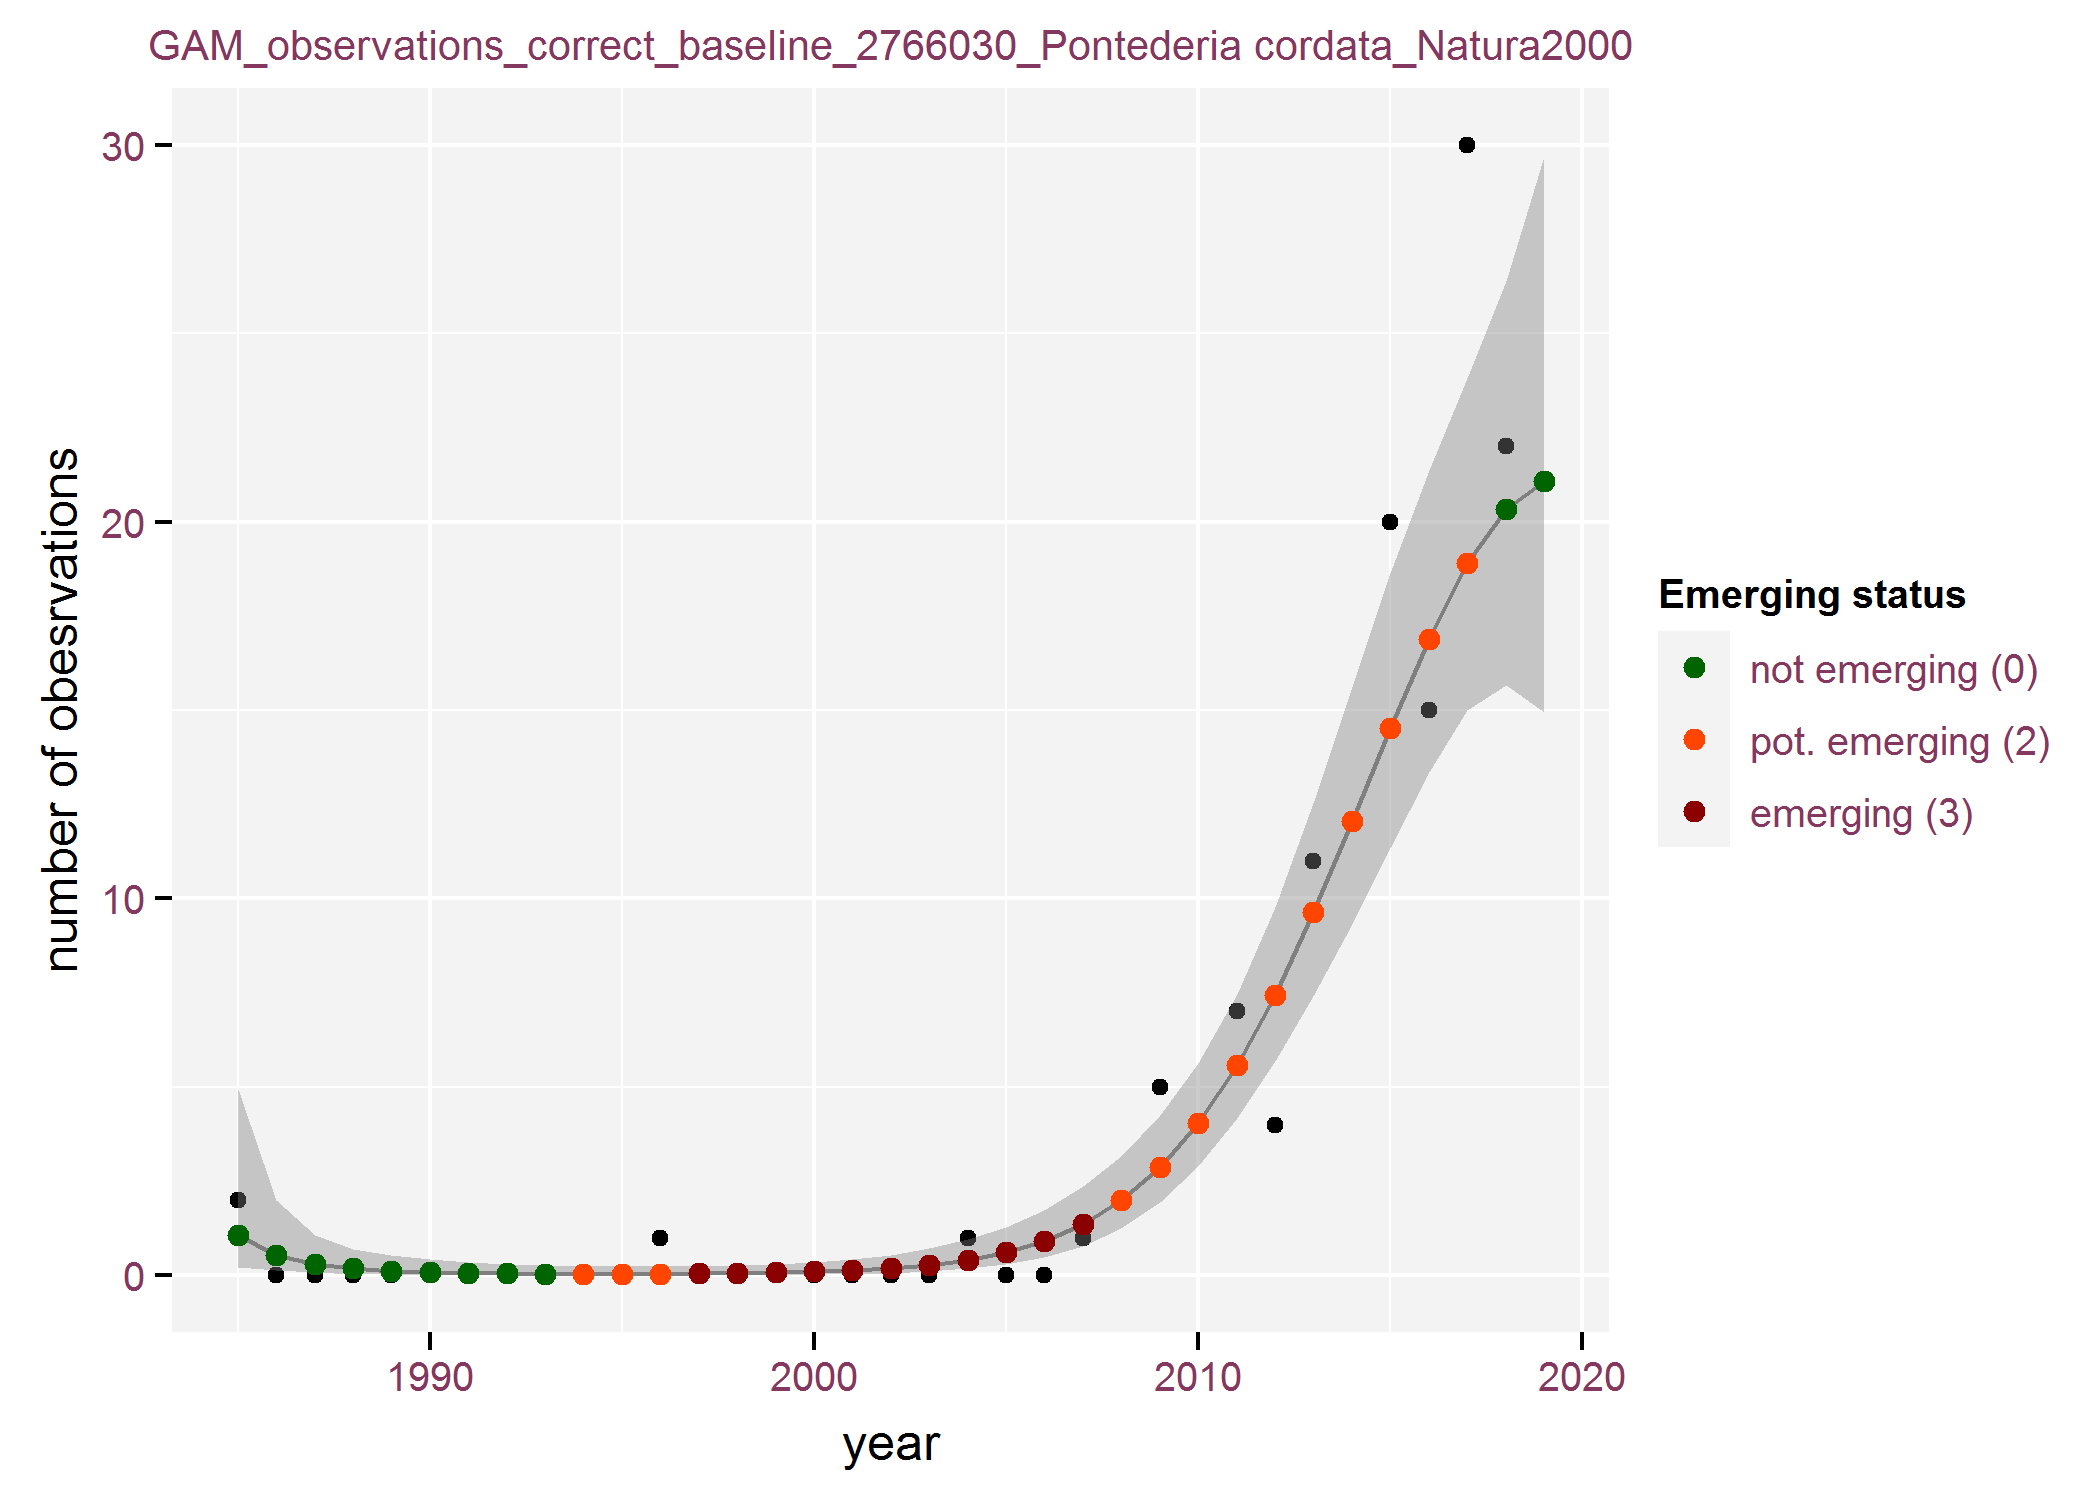 GAM_observations_correct_baseline_2766030_Pontederia cordata_Natura2000
30
20
10
0
number of obesrvations
1990
2000
2010
2020
year
Emerging status
not emerging (0)
pot. emerging (2)
emerging (3)